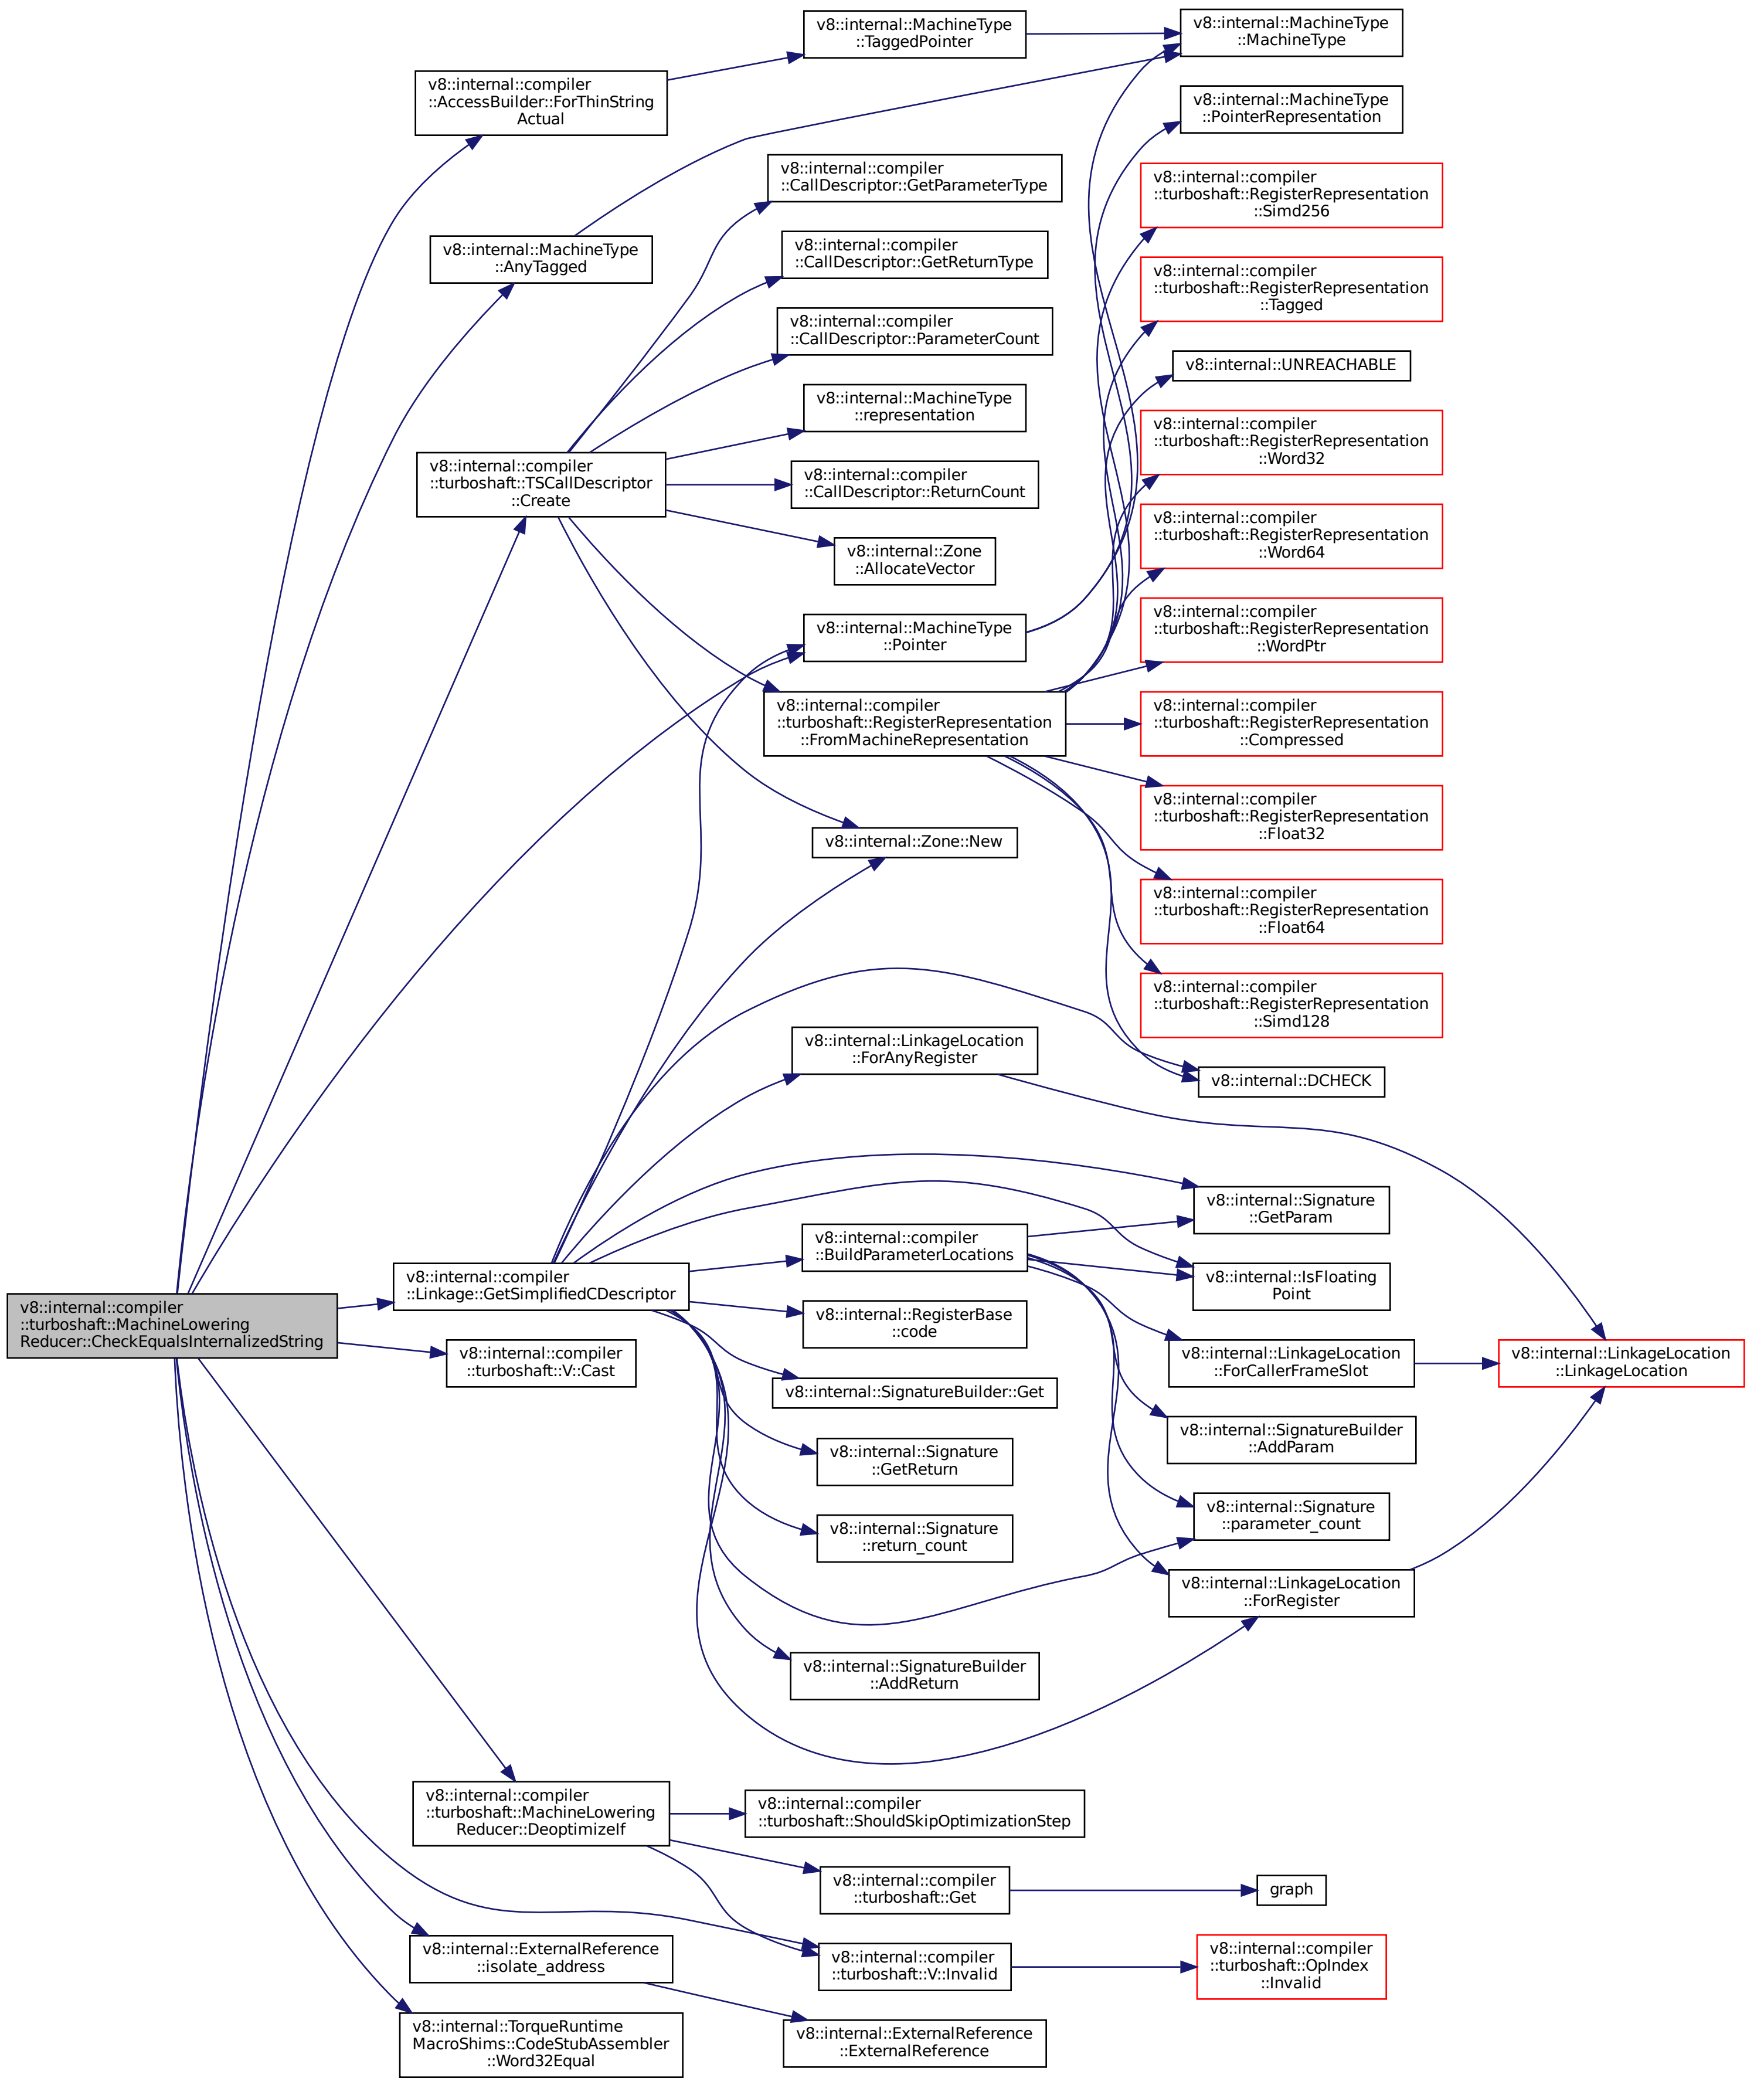 v8::internal::compiler
::turboshaft::MachineLowering
Reducer::CheckEqualsInternalizedString
v8::internal::compiler
::AccessBuilder::ForThinString
Actual
v8::internal::MachineType
::AnyTagged
v8::internal::compiler
::turboshaft::TSCallDescriptor
::Create
v8::internal::compiler
::Linkage::GetSimplifiedCDescriptor
v8::internal::compiler
::turboshaft::V::Cast
v8::internal::compiler
::turboshaft::MachineLowering
Reducer::DeoptimizeIf
v8::internal::ExternalReference
::isolate_address
v8::internal::TorqueRuntime
MacroShims::CodeStubAssembler
::Word32Equal
v8::internal::MachineType
::TaggedPointer
v8::internal::compiler
::CallDescriptor::GetParameterType
v8::internal::compiler
::CallDescriptor::GetReturnType
v8::internal::compiler
::CallDescriptor::ParameterCount
v8::internal::MachineType
::representation
v8::internal::compiler
::CallDescriptor::ReturnCount
v8::internal::Zone
::AllocateVector
v8::internal::MachineType
::Pointer
v8::internal::compiler
::turboshaft::RegisterRepresentation
::FromMachineRepresentation
v8::internal::Zone::New
v8::internal::LinkageLocation
::ForAnyRegister
v8::internal::compiler
::BuildParameterLocations
v8::internal::RegisterBase
::code
v8::internal::SignatureBuilder::Get
v8::internal::Signature
::GetReturn
v8::internal::Signature
::return_count
v8::internal::SignatureBuilder
::AddReturn
v8::internal::compiler
::turboshaft::ShouldSkipOptimizationStep
v8::internal::compiler
::turboshaft::Get
v8::internal::compiler
::turboshaft::V::Invalid
v8::internal::ExternalReference
::ExternalReference
v8::internal::MachineType
::MachineType
v8::internal::MachineType
::PointerRepresentation
v8::internal::compiler
::turboshaft::RegisterRepresentation
::Simd256
v8::internal::compiler
::turboshaft::RegisterRepresentation
::Tagged
v8::internal::UNREACHABLE
v8::internal::compiler
::turboshaft::RegisterRepresentation
::Word32
v8::internal::compiler
::turboshaft::RegisterRepresentation
::Word64
v8::internal::compiler
::turboshaft::RegisterRepresentation
::WordPtr
v8::internal::compiler
::turboshaft::RegisterRepresentation
::Compressed
v8::internal::compiler
::turboshaft::RegisterRepresentation
::Float32
v8::internal::compiler
::turboshaft::RegisterRepresentation
::Float64
v8::internal::compiler
::turboshaft::RegisterRepresentation
::Simd128
v8::internal::DCHECK
v8::internal::Signature
::GetParam
v8::internal::IsFloating
Point
v8::internal::LinkageLocation
::ForCallerFrameSlot
v8::internal::SignatureBuilder
::AddParam
v8::internal::Signature
::parameter_count
v8::internal::LinkageLocation
::ForRegister
graph
v8::internal::compiler
::turboshaft::OpIndex
::Invalid
v8::internal::LinkageLocation
::LinkageLocation